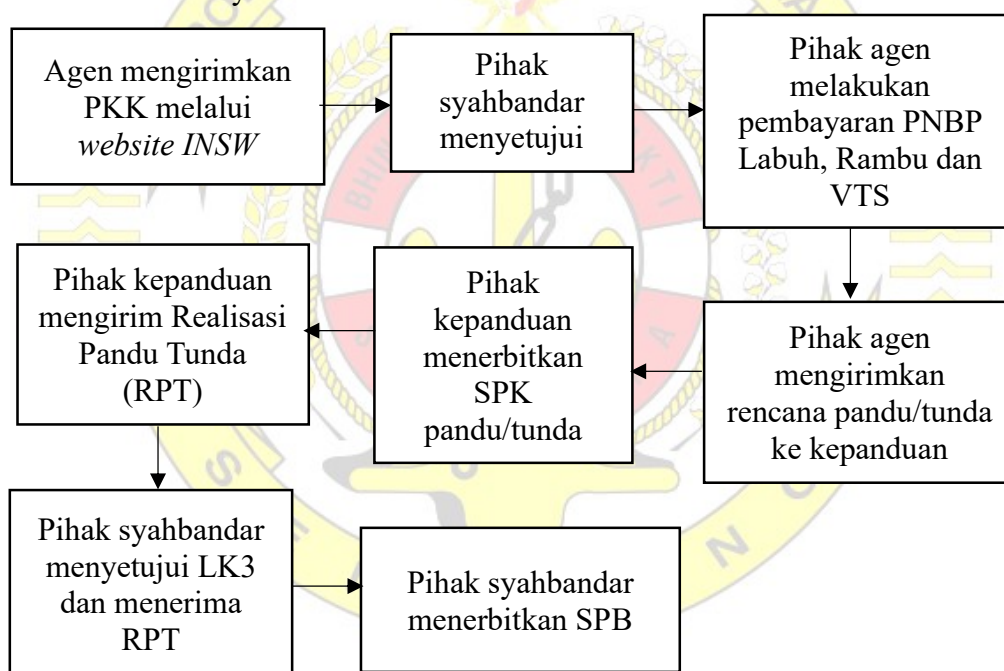 Agen mengirimkan
PKK melalui
website INSW
Pihak
syahbandar
menyetujui
Pihak agen
melakukan
pembayaran PNBP
Labuh, Rambu dan
VTS
Pihak agen
mengirimkan
rencana pandu/tunda
ke kepanduan
Pihak
kepanduan
menerbitkan
SPK
pandu/tunda
Pihak kepanduan
mengirim Realisasi
Pandu Tunda
(RPT)
Pihak syahbandar
menyetujui LK3
dan menerima
RPT
Pihak syahbandar
menerbitkan SPB